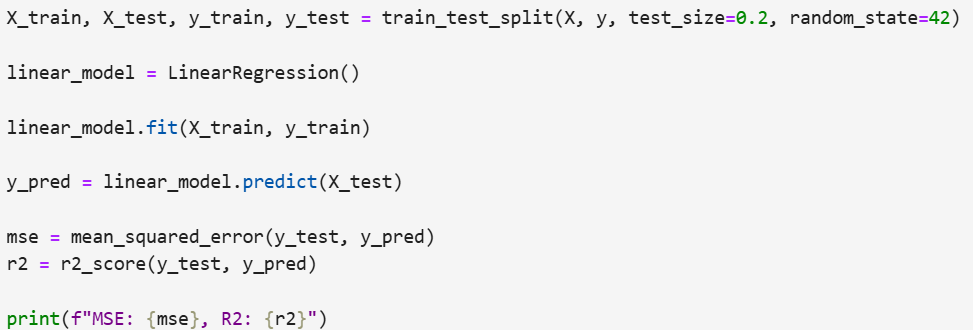 X_train, X_test, y_train, y_test = train_test_split(X, y, test_size=0.2, random_state=42)
linear_model = LinearRegression()
linear_model.fit(X_train, y_train)
y_pred = linear_model.predict(X_test)
mse = mean_squared_error(y_test, y_pred)
r2 = r2_score(y_test, y_pred)
print(f"MSE: {mse}, R2: {r2}")